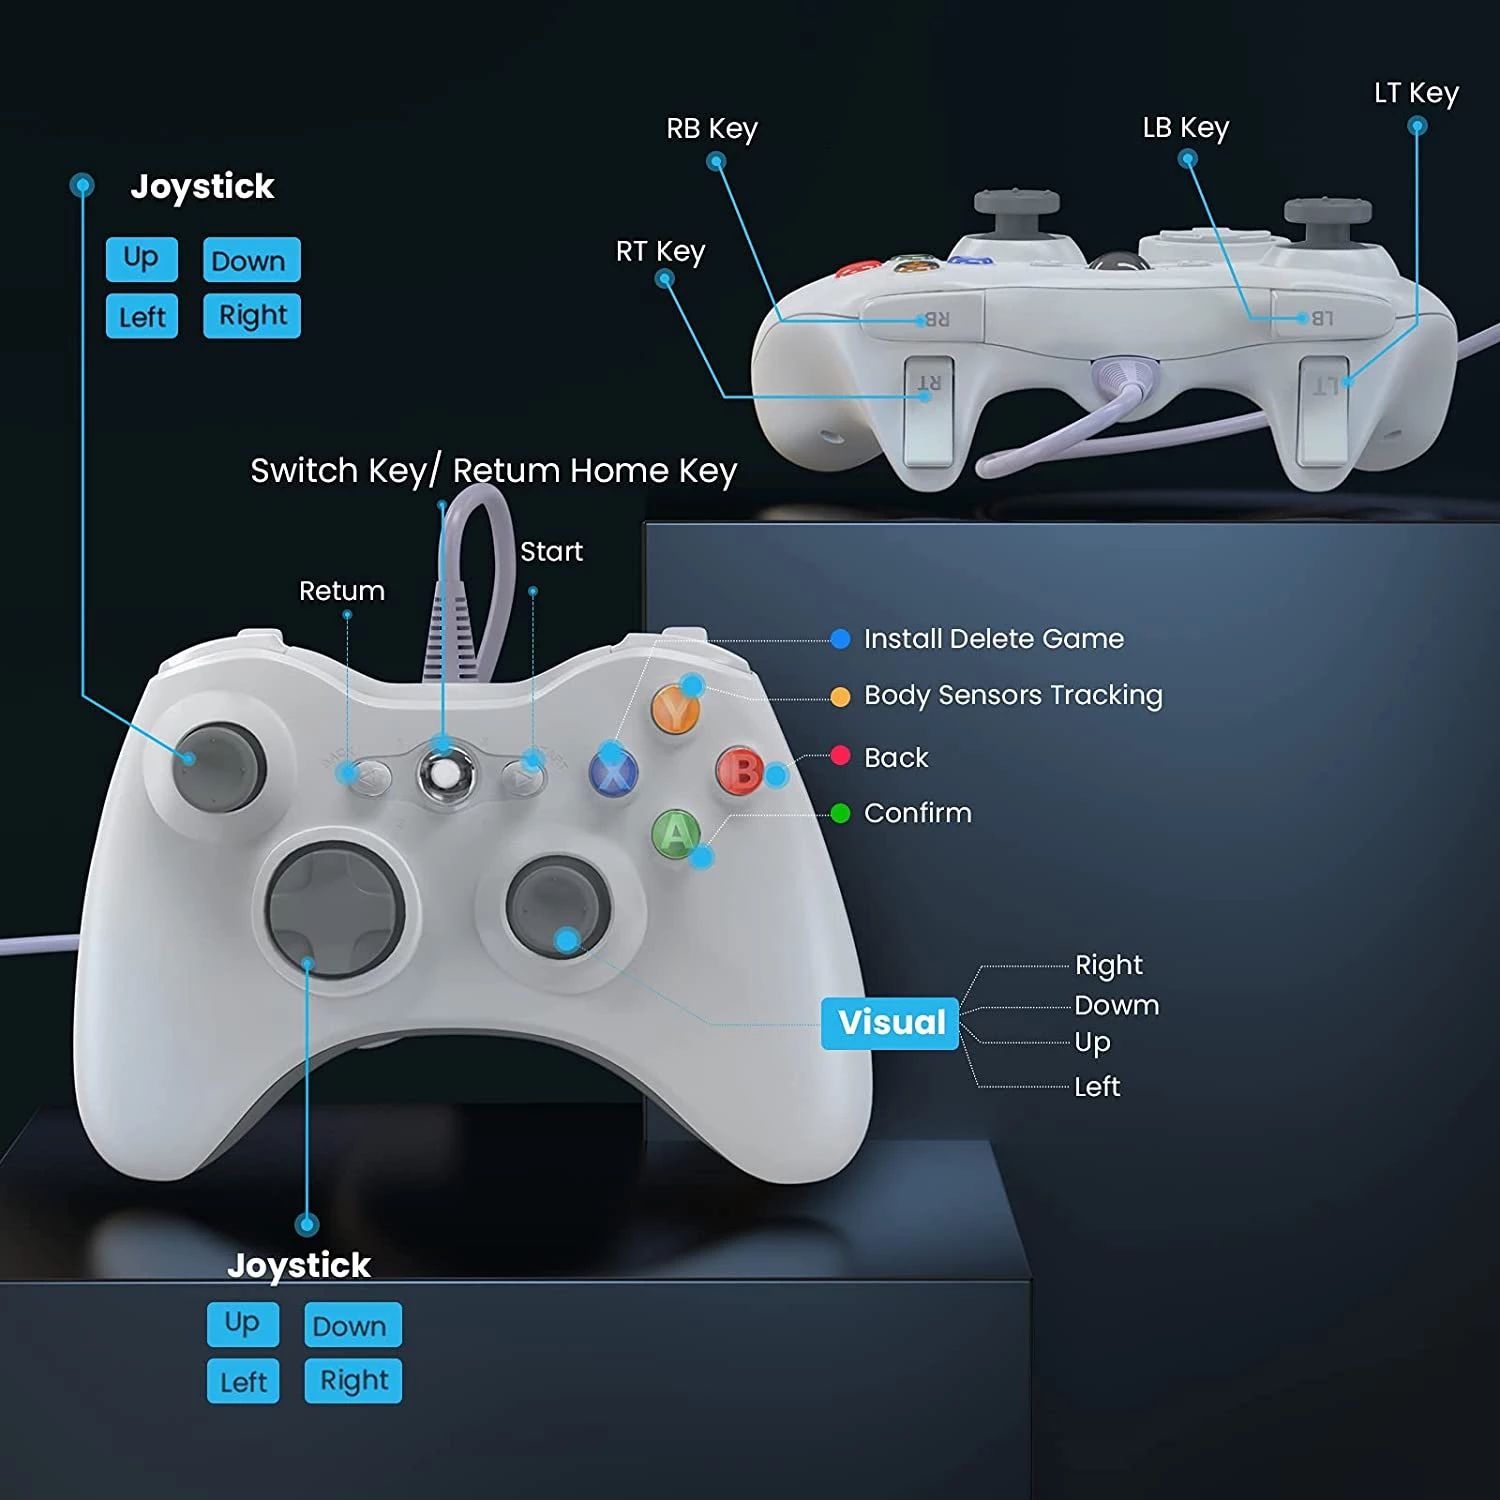 LT Key
RB Key
LB Key
Joystick
Up
Down
Left
Right
RT Key
RB
LB
RT
LT
Switch Key/ Retum Home Key
Start
Retum
BACK
START
Install Delete Game
Body Sensors Tracking
Back
Confirm
Y
X
B
A
Visual
Right
Dowm
Up
Left
Joystick
Up
Down
Left
Right